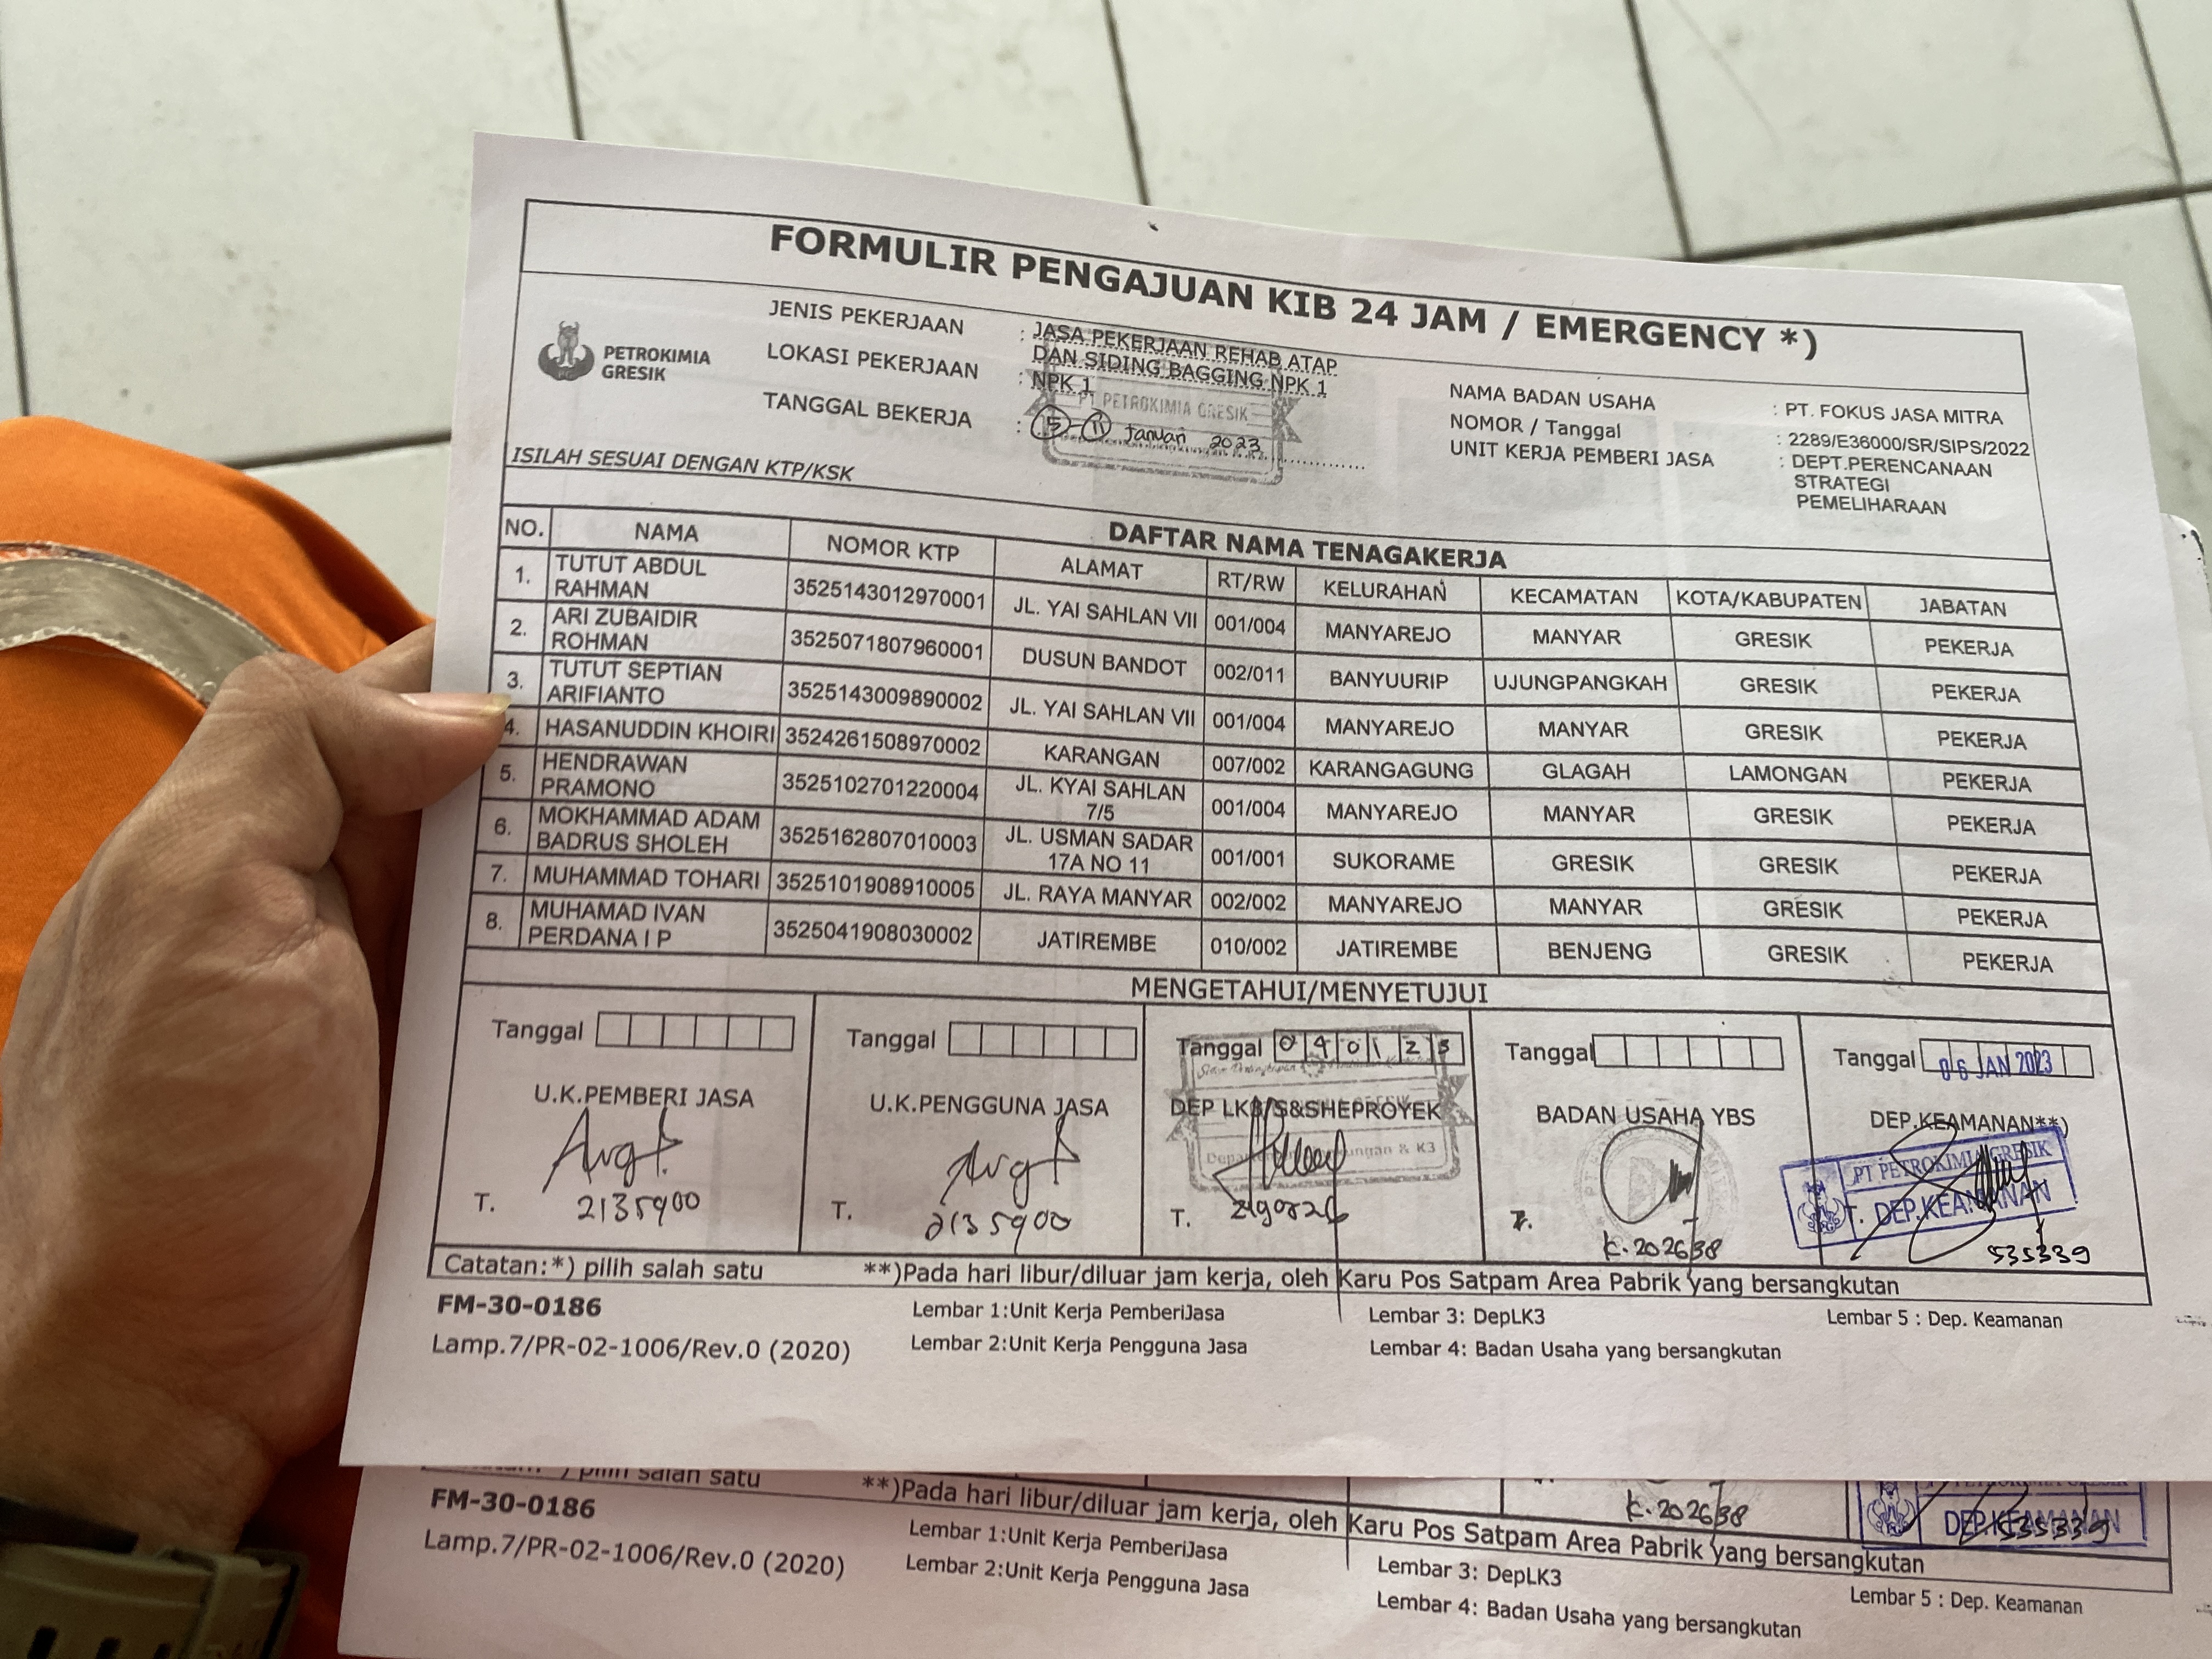 FORMULIR PENGAJUAN KIB 24 JAM / EMERGENCY *)
PETROKIMIA
GRESIK
JENIS PEKERJAAN : JASA PEKERJAAN REHAB ATAP
DAN SIDING BAGGING NPK 1
LOKASI PEKERJAAN : NPK 1
TANGGAL BEKERJA : Januari 2023
NAMA BADAN USAHA : PT. FOKUS JASA MITRA
NOMOR / Tanggal : 2289/E36000/SR/SIPS/2022
UNIT KERJA PEMBERI JASA : DEPT.PERENCANAAN
STRATEGI
PEMELIHARAAN
PT PETROKIMIA GRESIK
ISILAH SESUAI DENGAN KTP/KSK
DAFTAR NAMA TENAGAKERJA
NO. NAMA NOMOR KTP ALAMAT RT/RW KELURAHAN KECAMATAN KOTA/KABUPATEN JABATAN
1. TUTUT ABDUL RAHMAN 3525143012970001 JL. YAI SAHLAN VII 001/004 MANYAREJO MANYAR GRESIK PEKERJA
2. ARI ZUBAIDIR ROHMAN 3525071807960001 DUSUN BANDOT 002/011 BANYURIP UJUNGPANGKAH GRESIK PEKERJA
3. TUTUT SEPTIAN ARIFIANTO 3525143009890002 JL. YAI SAHLAN VII 001/004 MANYAREJO MANYAR GRESIK PEKERJA
4. HASANUDDIN KHOIRI 3524261508970002 KARANGAN 007/002 KARANGAGUNG GLAGAH LAMONGAN PEKERJA
5. HENDRAWAN PRAMONO 3525102701220004 JL. KYAI SAHLAN 7/5 001/004 MANYAREJO MANYAR GRESIK PEKERJA
6. MOKHAMMAD ADAM BADRUS SHOLEH 3525162807010003 JL. USMAN SADAR 17A NO 11 001/001 SUKORAME GRESIK GRESIK PEKERJA
7. MUHAMMAD TOHARI 3525101908910005 JL. RAYA MANYAR 002/002 MANYAREJO MANYAR GRESIK PEKERJA
8. MUHAMAD IVAN PERDANA I P 3525041908030002 JATIREMBE 010/002 JATIREMBE BENJENG GRESIK PEKERJA
MENGETAHUI/MENYETUJUI
Tanggal Tanggal Tanggal 040123 Tanggal Tanggal 06 JAN 2023
U.K.PEMBERI JASA U.K.PENGGUNA JASA DEP LK3/S&SHEPROYEK BADAN USAHA YBS DEP.KEAMANAN**)
PT PETROKIMIA GRESIK
DEP.KEAMANAN
T. 2135900 T. 2135900 T. T. K.202638 T. 535339
Catatan:*) pilih salah satu **)Pada hari libur/diluar jam kerja, oleh Karu Pos Satpam Area Pabrik yang bersangkutan
FM-30-0186 Lembar 1:Unit Kerja PemberiJasa Lembar 3: DepLK3 Lembar 5 : Dep. Keamanan
Lamp.7/PR-02-1006/Rev.0 (2020) Lembar 2:Unit Kerja Pengguna Jasa Lembar 4: Badan Usaha yang bersangkutan
K.202638
DEP.KEAMANAN
535339
salah satu **)Pada hari libur/diluar jam kerja, oleh Karu Pos Satpam Area Pabrik yang bersangkutan
FM-30-0186 Lembar 1:Unit Kerja PemberiJasa Lembar 3: DepLK3 Lembar 5 : Dep. Keamanan
Lamp.7/PR-02-1006/Rev.0 (2020) Lembar 2:Unit Kerja Pengguna Jasa Lembar 4: Badan Usaha yang bersangkutan